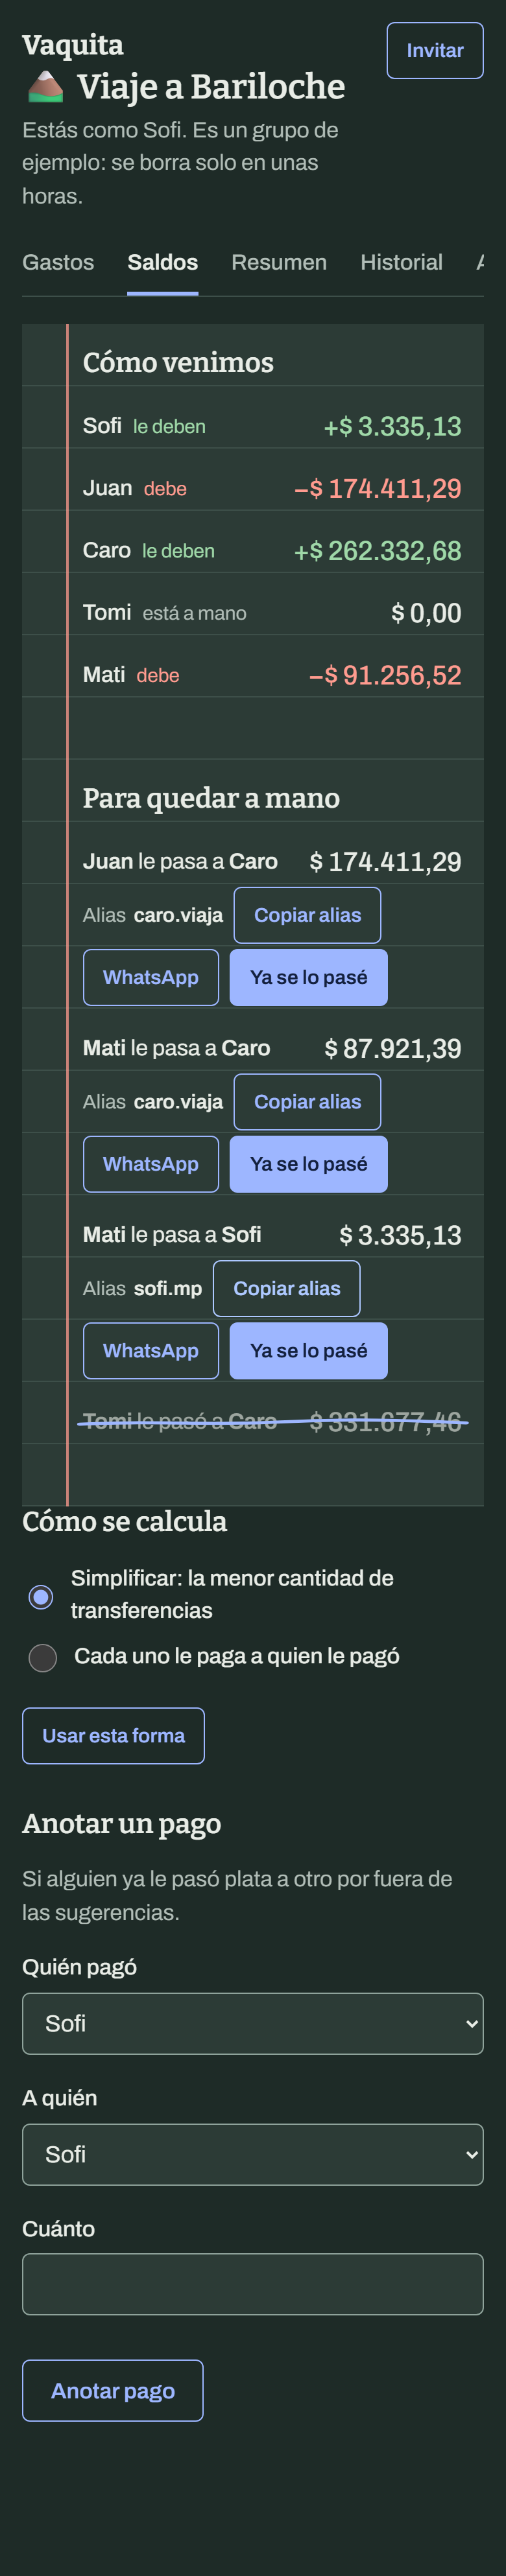 Vaquita
Invitar
Viaje a Bariloche
Estás como Sofi. Es un grupo de
ejemplo: se borra solo en unas
horas.
Gastos Saldos Resumen Historial
Cómo venimos
Sofi le deben +$ 3.335,13
Juan debe −$ 174.411,29
Caro le deben +$ 262.332,68
Tomi está a mano $ 0,00
Mati debe −$ 91.256,52
Para quedar a mano
Juan le pasa a Caro $ 174.411,29
Alias caro.viaja Copiar alias
WhatsApp Ya se lo pasé
Mati le pasa a Caro $ 87.921,39
Alias caro.viaja Copiar alias
WhatsApp Ya se lo pasé
Mati le pasa a Sofi $ 3.335,13
Alias sofi.mp Copiar alias
WhatsApp Ya se lo pasé
Tomi le pasó a Caro $ 331.677,46
Cómo se calcula
Simplificar: la menor cantidad de
transferencias
Cada uno le paga a quien le pagó
Usar esta forma
Anotar un pago
Si alguien ya le pasó plata a otro por fuera de
las sugerencias.
Quién pagó
Sofi
A quién
Sofi
Cuánto
Anotar pago